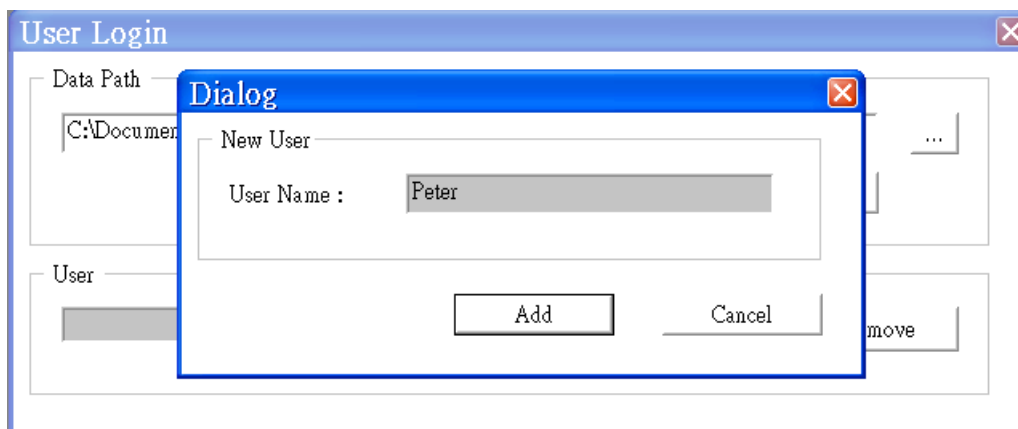 User Login
Data Path
Dialog
C:\Documen
New User
...
User Name :
Peter
User
Add
Cancel
move